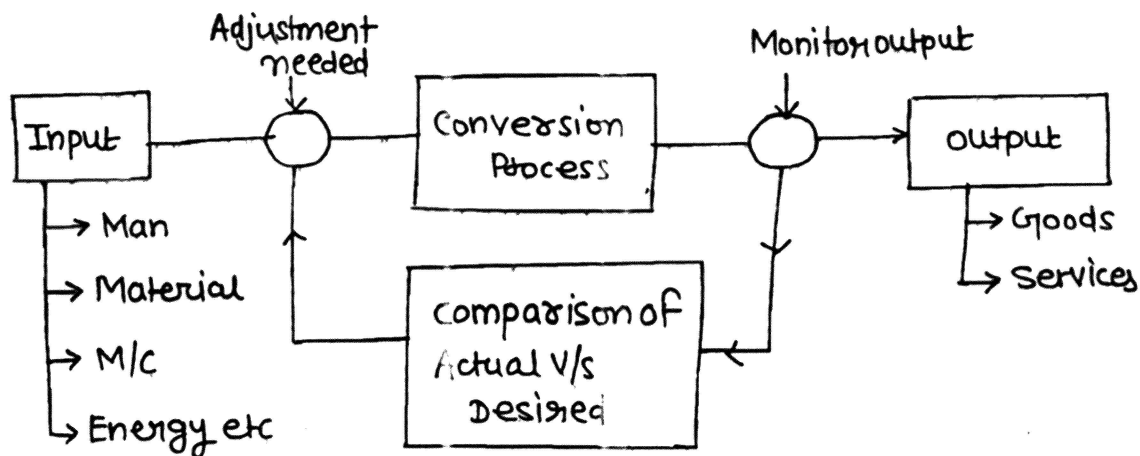 Adjustment
needed
Monitor output
Input
Conversion
Process
output
Man
Material
M/C
Energy etc
Comparison of
Actual V/s
Desired
Goods
Services